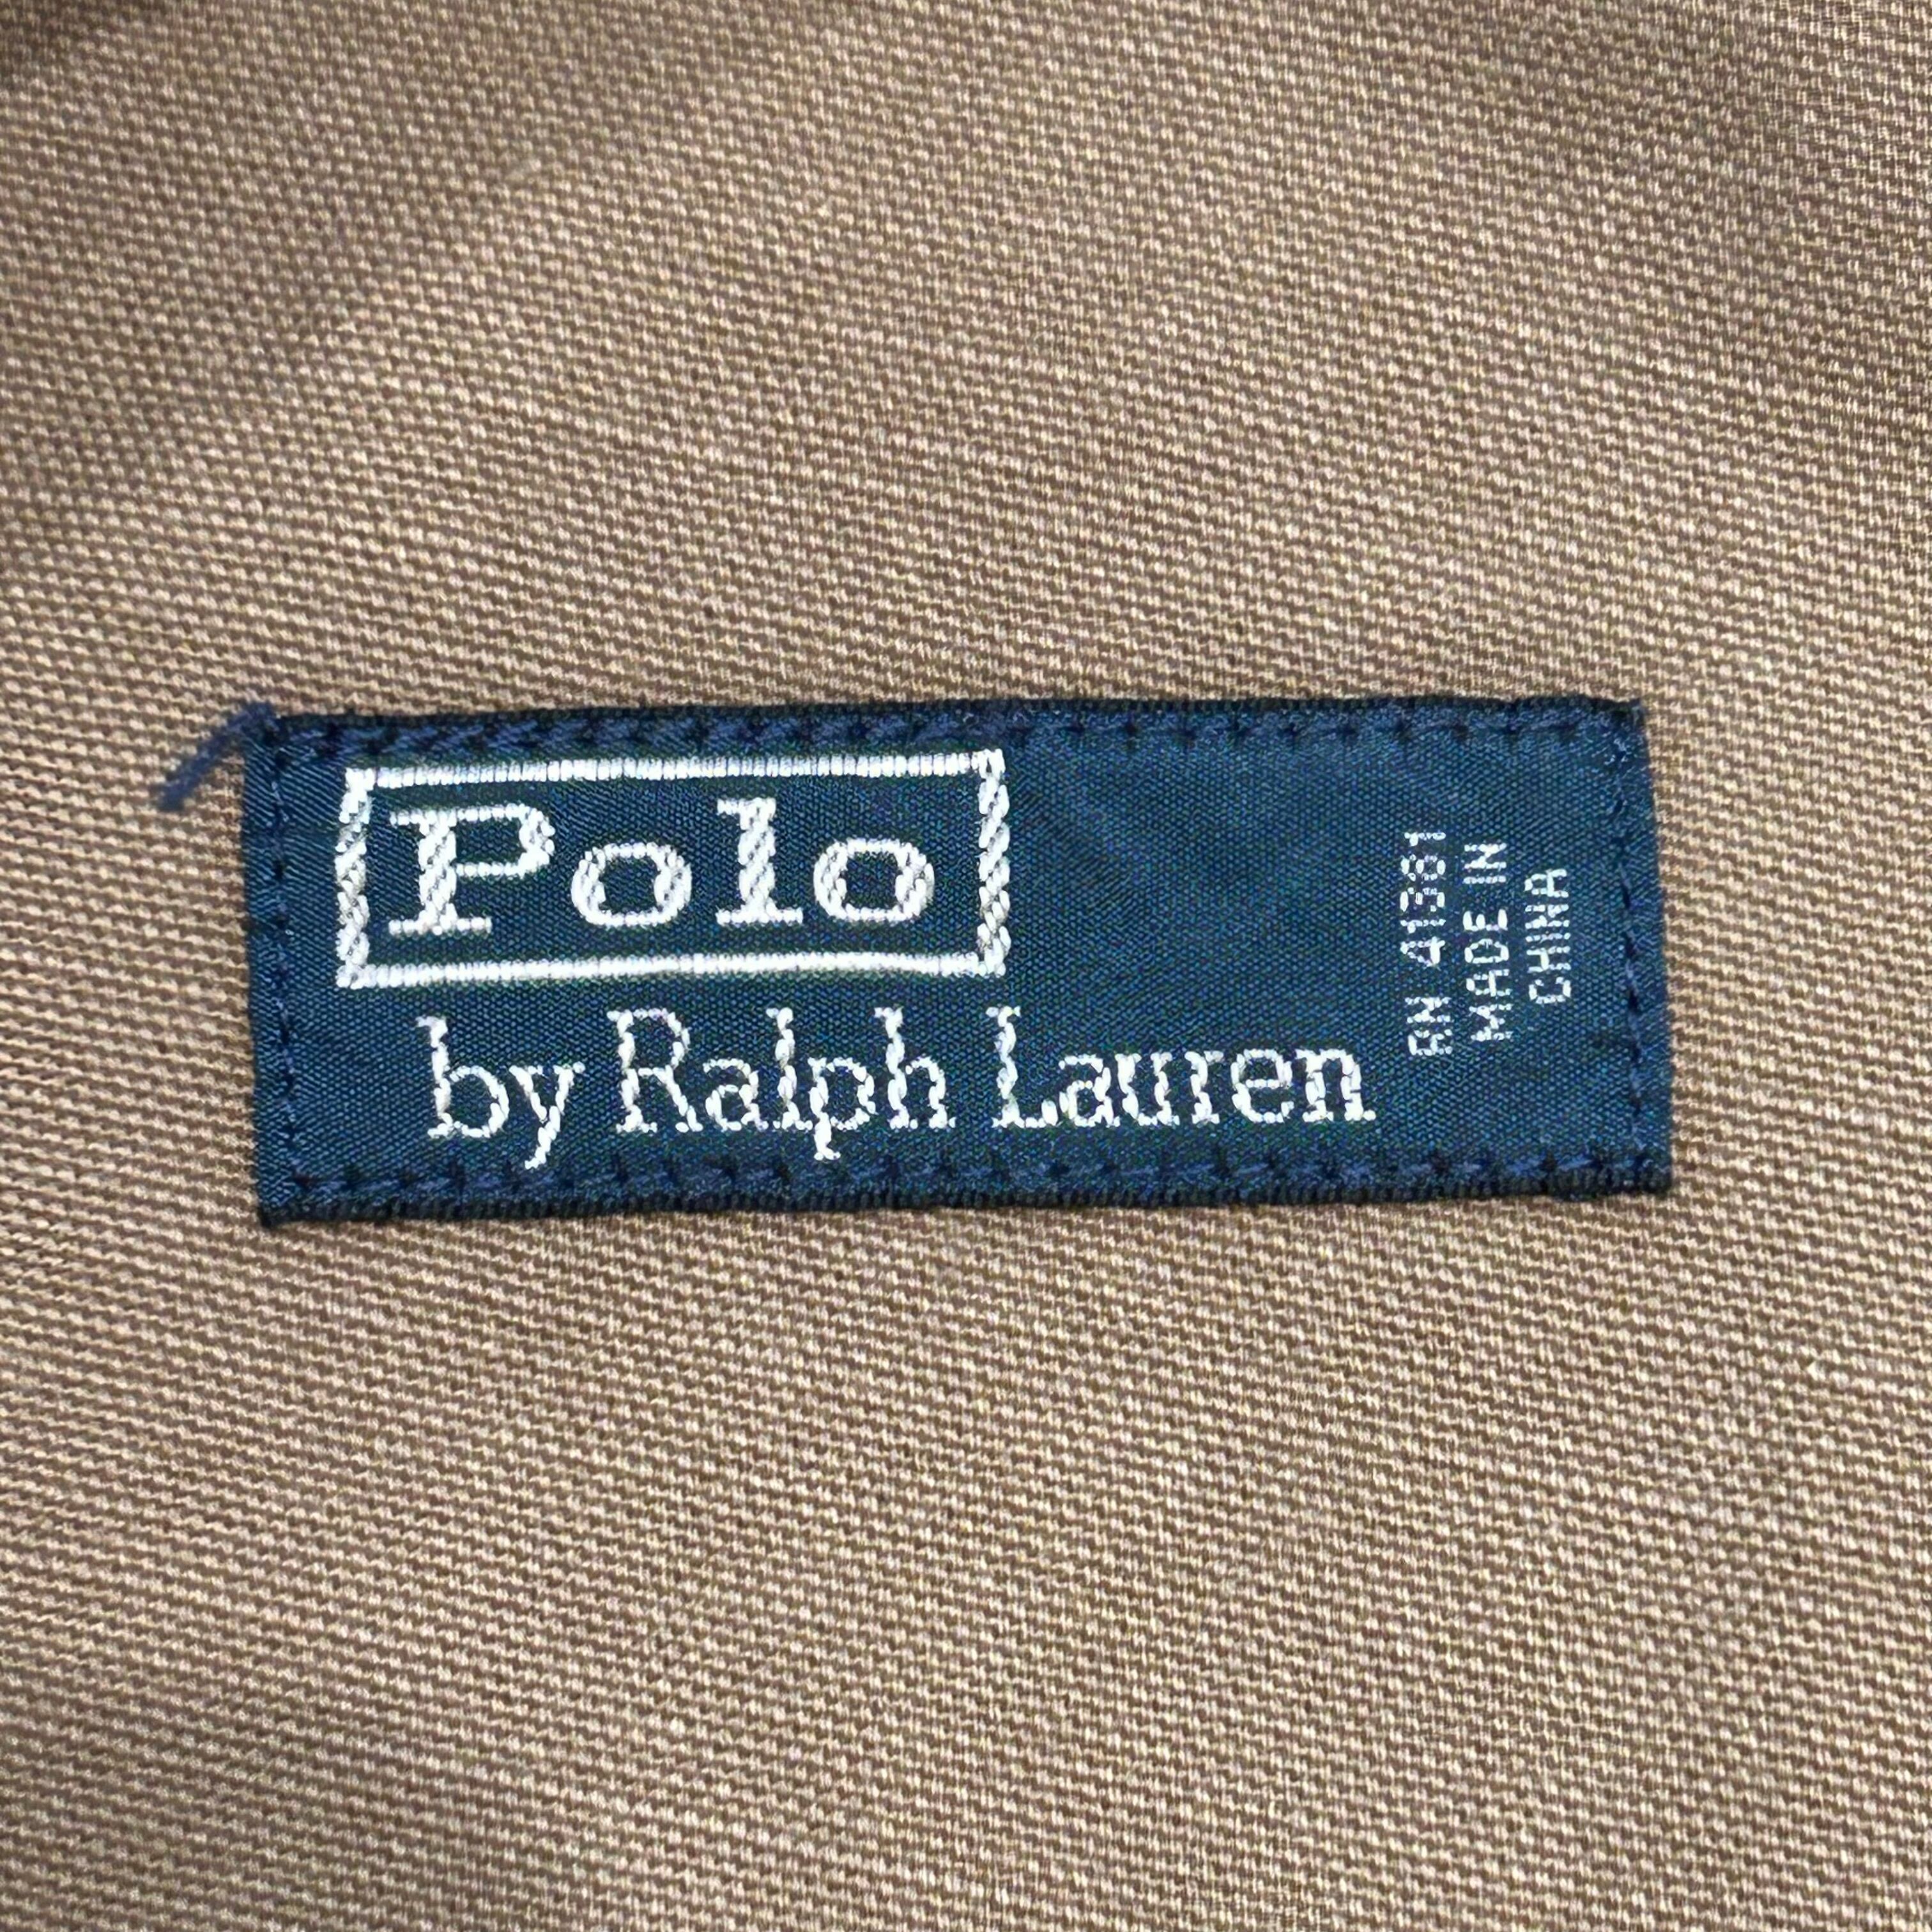 Polo
by Ralph Lauren
RN 41381
MADE IN
CHINA